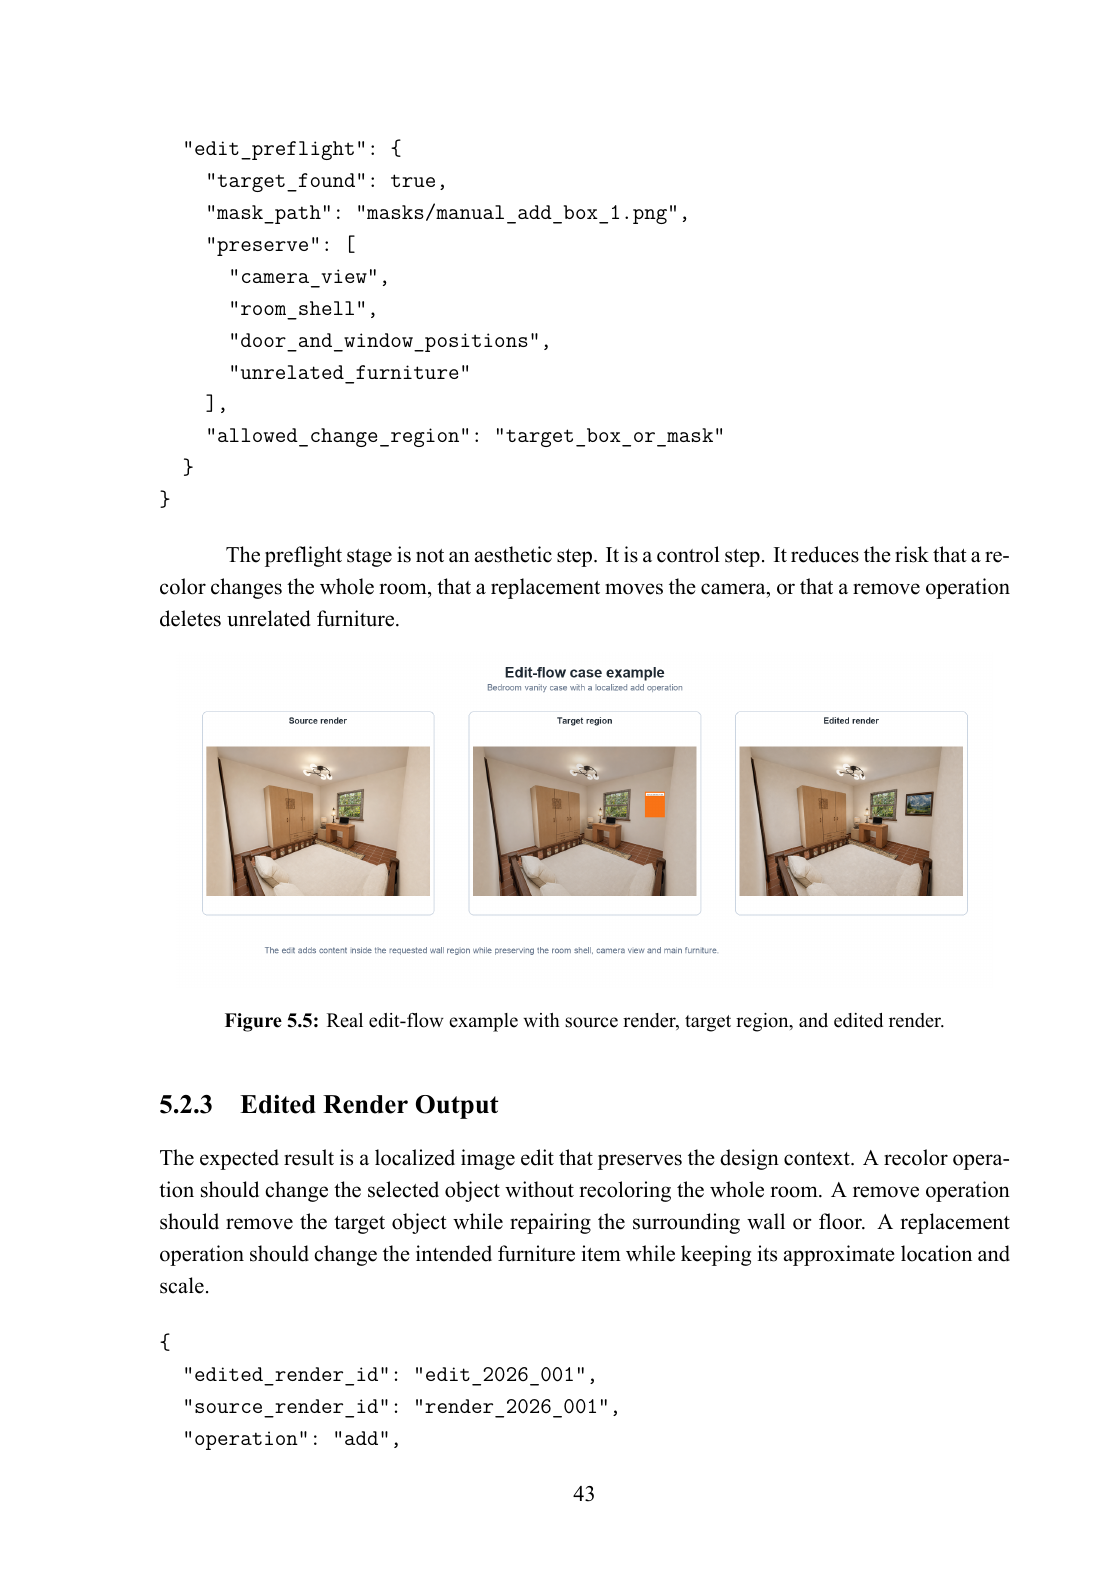 "edit_preflight": {
"target_found": true,
"mask_path": "masks/manual_add_box_1.png",
"preserve": [
"camera_view",
"room_shell",
"door_and_window_positions",
"unrelated_furniture"
],
"allowed_change_region": "target_box_or_mask"
}
}
The preflight stage is not an aesthetic step. It is a control step. It reduces the risk that a re-
color changes the whole room, that a replacement moves the camera, or that a remove operation
deletes unrelated furniture.
Edit-flow case example
Bedroom vanity case with a localized add operation
Source render
Target region
Edited render
The edit adds content inside the requested wall region while preserving the room shell, camera view and main furniture.
Figure 5.5: Real edit-flow example with source render, target region, and edited render.
5.2.3 Edited Render Output
The expected result is a localized image edit that preserves the design context. A recolor opera-
tion should change the selected object without recoloring the whole room. A remove operation
should remove the target object while repairing the surrounding wall or floor. A replacement
operation should change the intended furniture item while keeping its approximate location and
scale.
{
"edited_render_id": "edit_2026_001",
"source_render_id": "render_2026_001",
"operation": "add",
43